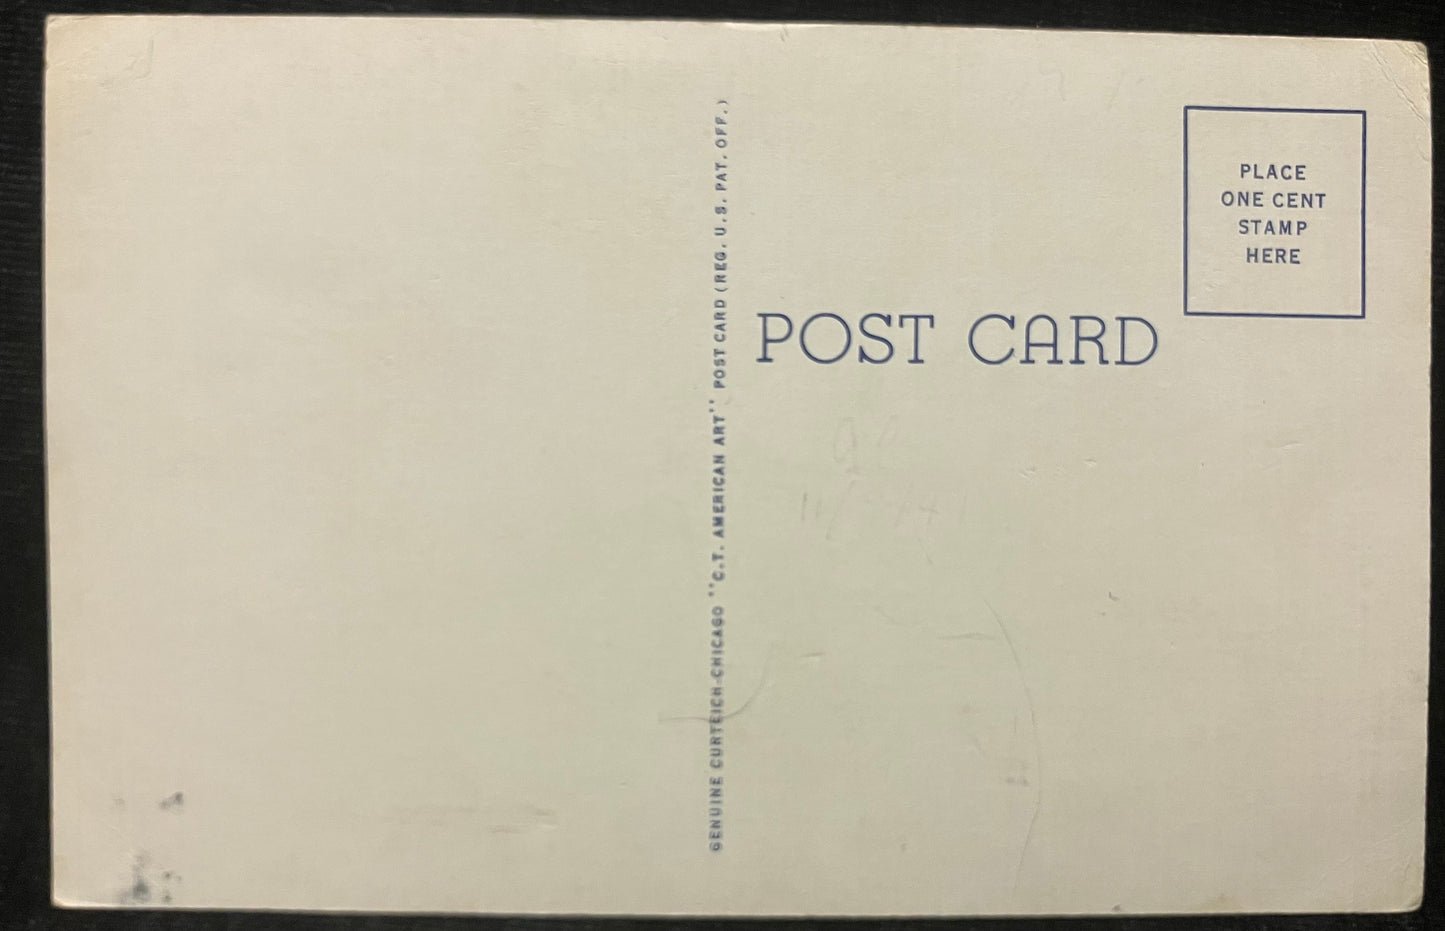 GENUINE CURTEICH-CHICAGO "C.T. AMERICAN ART" POST CARD (REG. U.S. PAT. OFF.)
PLACE
ONE CENT
STAMP
HERE
POST CARD